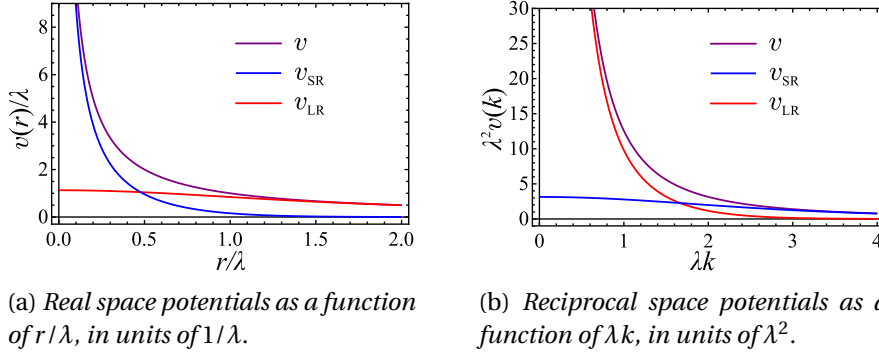 8
6
4
2
0
v(r)/λ
v
v_SR
v_LR
0.0 0.5 1.0 1.5 2.0
r/λ
(a) Real space potentials as a function
of r/λ, in units of 1/λ.
30
25
20
15
10
5
0
λ²v(k)
v
v_SR
v_LR
0 1 2 3 4
λk
(b) Reciprocal space potentials as a
function of λk, in units of λ².